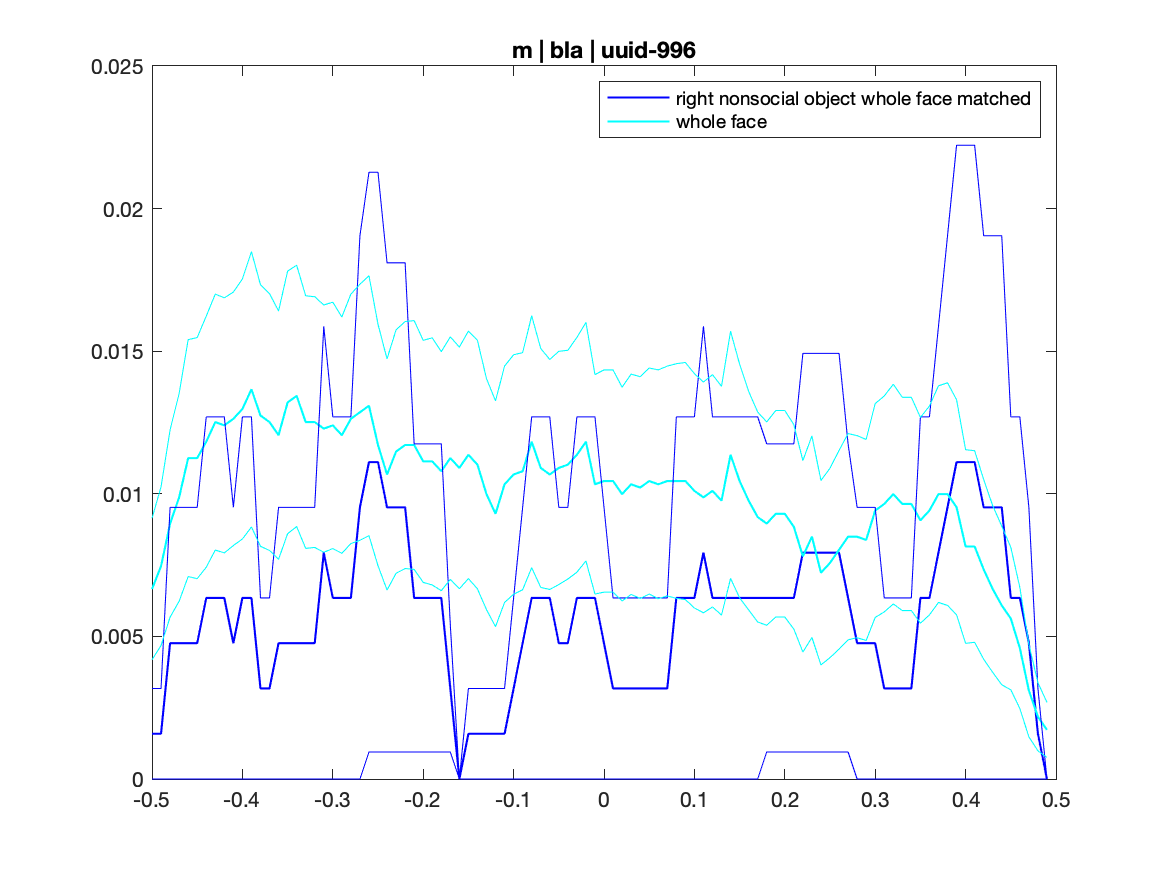 m | bla | uuid-996
right nonsocial object whole face matched
whole face
0.025
0.02
0.015
0.01
0.005
0
-0.5 -0.4 -0.3 -0.2 -0.1 0 0.1 0.2 0.3 0.4 0.5